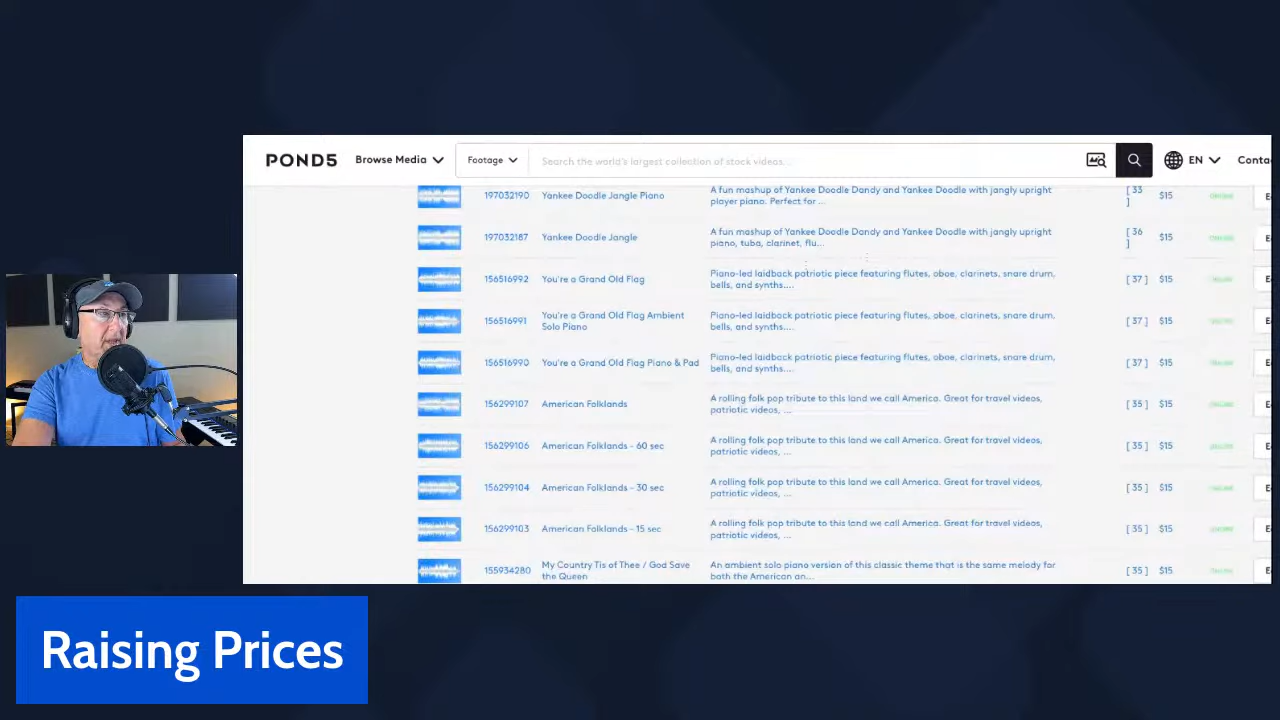 POND5 Browse Media Footage Search the world's largest collection of stock videos... EN Conta
197032190 Yankee Doodle Jangle Piano A fun mashup of Yankee Doodle Dandy and Yankee Doodle with jangly upright [ 33 $15 ONLINE
player piano. Perfect for ... ]
197032187 Yankee Doodle Jangle A fun mashup of Yankee Doodle Dandy and Yankee Doodle with jangly upright [ 36 $15 ONLINE
piano, tuba, clarinet, flu... ]
156516992 You're a Grand Old Flag Piano-led laidback patriotic piece featuring flutes, oboe, clarinets, snare drum, [ 37 ] $15 ONLINE
bells, and synths....
156516991 You're a Grand Old Flag Ambient Piano-led laidback patriotic piece featuring flutes, oboe, clarinets, snare drum, [ 37 ] $15 ONLINE
Solo Piano bells, and synths....
156516990 You're a Grand Old Flag Piano & Pad Piano-led laidback patriotic piece featuring flutes, oboe, clarinets, snare drum, [ 37 ] $15 ONLINE
bells, and synths....
156299107 American Folklands A rolling folk pop tribute to this land we call America. Great for travel videos, [ 35 ] $15 ONLINE
patriotic videos, ...
156299106 American Folklands - 60 sec A rolling folk pop tribute to this land we call America. Great for travel videos, [ 35 ] $15 ONLINE
patriotic videos, ...
156299104 American Folklands - 30 sec A rolling folk pop tribute to this land we call America. Great for travel videos, [ 35 ] $15 ONLINE
patriotic videos, ...
156299103 American Folklands - 15 sec A rolling folk pop tribute to this land we call America. Great for travel videos, [ 35 ] $15 ONLINE
patriotic videos, ...
155934280 My Country Tis of Thee / God Save An ambient solo piano version of this classic theme that is the same melody for [ 35 ] $15 ONLINE
the Queen both the American an...
Raising Prices